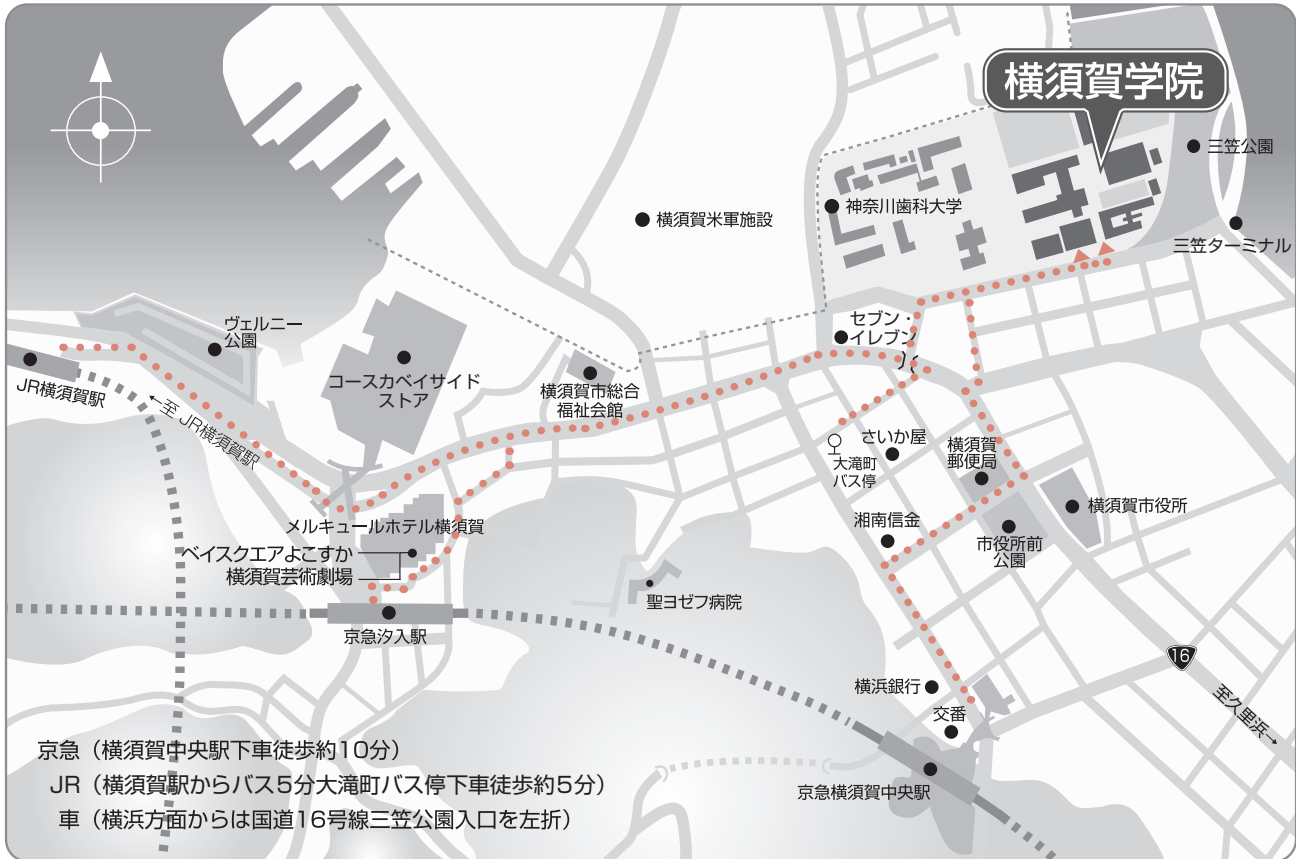 横須賀学院
三笠公園
神奈川歯科大学
横須賀米軍施設
三笠ターミナル
セブン・
イレブン
ヴェルニー
公園
コースカベイサイド
ストア
JR横須賀駅
←至 JR横須賀駅
横須賀市総合
福祉会館
さいか屋
大滝町
バス停
横須賀
郵便局
横須賀市役所
湘南信金
市役所前
公園
メルキュールホテル横須賀
ベイスクエアよこすか
横須賀芸術劇場
聖ヨゼフ病院
京急汐入駅
16
横浜銀行
至久里浜→
交番
京急横須賀中央駅
京急（横須賀中央駅下車徒歩約10分）
JR（横須賀駅からバス5分大滝町バス停下車徒歩約5分）
車（横浜方面からは国道16号線三笠公園入口を左折）